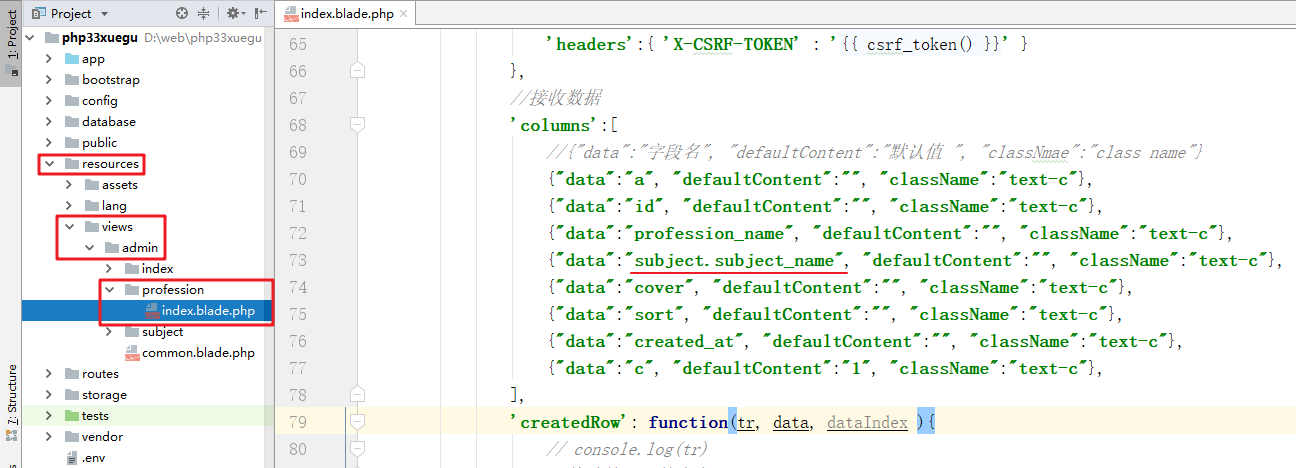 Project
index.blade.php
1: Project
7: Structure
php33xuegu D:\web\php33xuegu
app
bootstrap
config
database
public
resources
assets
lang
views
admin
index
profession
index.blade.php
subject
common.blade.php
routes
storage
tests
vendor
.env
65 'headers':{ 'X-CSRF-TOKEN' : '{{ csrf_token() }}' }
66 },
67 //接收数据
68 'columns':[
69 //{"data":"字段名", "defaultContent":"默认值 ", "classNmae":"class name"}
70 {"data":"a", "defaultContent":"", "className":"text-c"},
71 {"data":"id", "defaultContent":"", "className":"text-c"},
72 {"data":"profession_name", "defaultContent":"", "className":"text-c"},
73 {"data":"subject.subject_name", "defaultContent":"", "className":"text-c"},
74 {"data":"cover", "defaultContent":"", "className":"text-c"},
75 {"data":"sort", "defaultContent":"", "className":"text-c"},
76 {"data":"created_at", "defaultContent":"", "className":"text-c"},
77 {"data":"c", "defaultContent":"1", "className":"text-c"},
78 ],
79 'createdRow': function(tr, data, dataIndex ){
80 // console.log(tr)